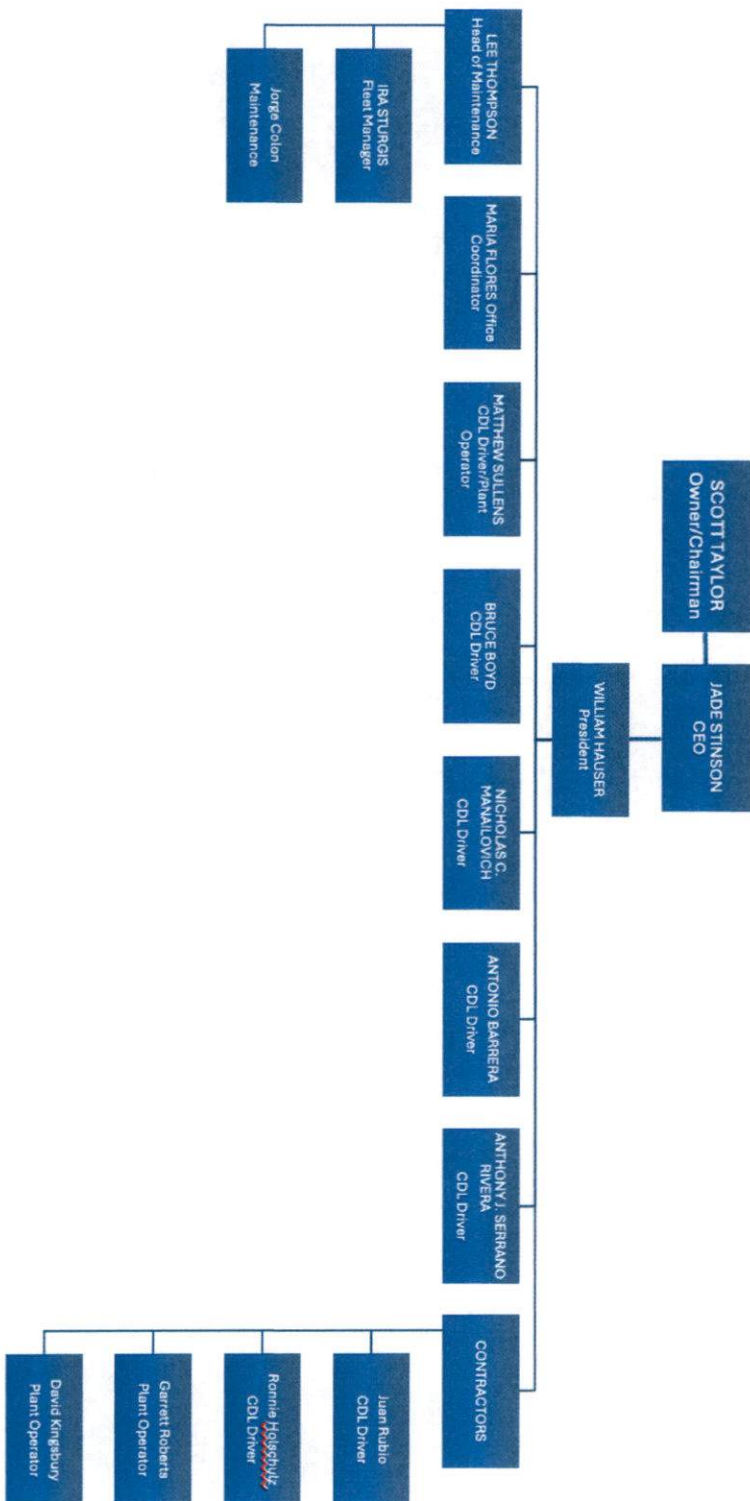 SCOTT TAYLOR
Owner/Chairman
JADE STINSON
CEO
WILLIAM HAUSER
President
LEE THOMPSON
Head of Maintenance
IRA STURGIS
Fleet Manager
Jorge Colon
Maintenance
MARIA FLORES Office
Coordinator
MATTHEW SULLENS
CDL Driver/Plant
Operator
BRUCE BOYD
CDL Driver
NICHOLAS C.
MANAILOVICH
CDL Driver
ANTONIO BARRERA
CDL Driver
ANTHONY J. SERRANO
RIVERA
CDL Driver
CONTRACTORS
Juan Rubio
CDL Driver
Ronnie Holschulz
CDL Driver
Garrett Roberts
Plant Operator
David Kingsbury
Plant Operator